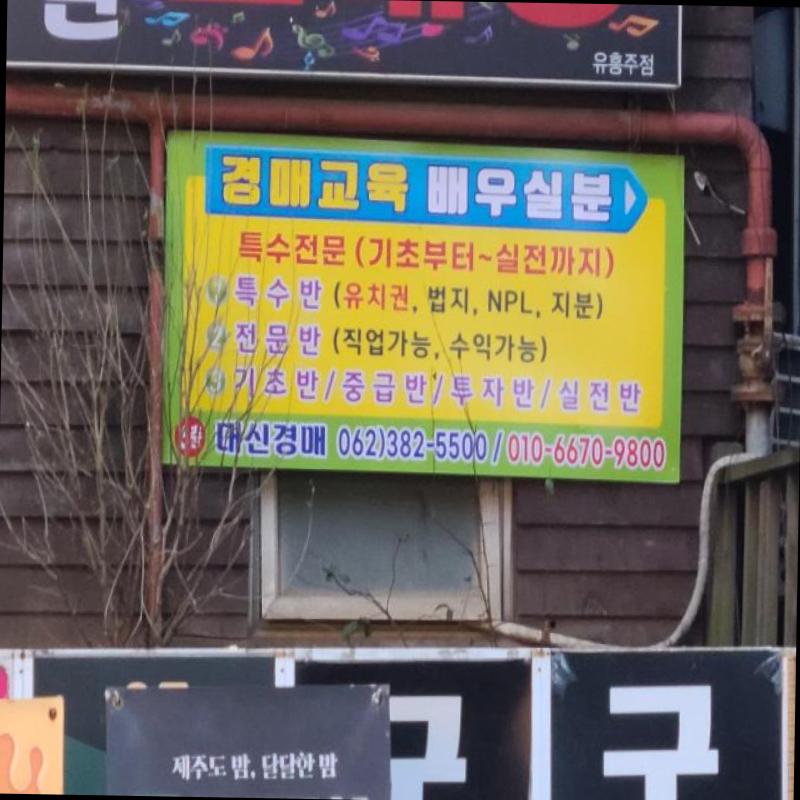 유흥주점
경매교육 배우실분
특수전문 (기초부터~실전까지)
1 특수반 (유치권, 법지, NPL, 지분)
2 전문반 (직업가능, 수익가능)
3 기초반/중급반/투자반/실전반
대신경매 062)382-5500 / 010-6670-9800
제주도 밤, 달달한 밤